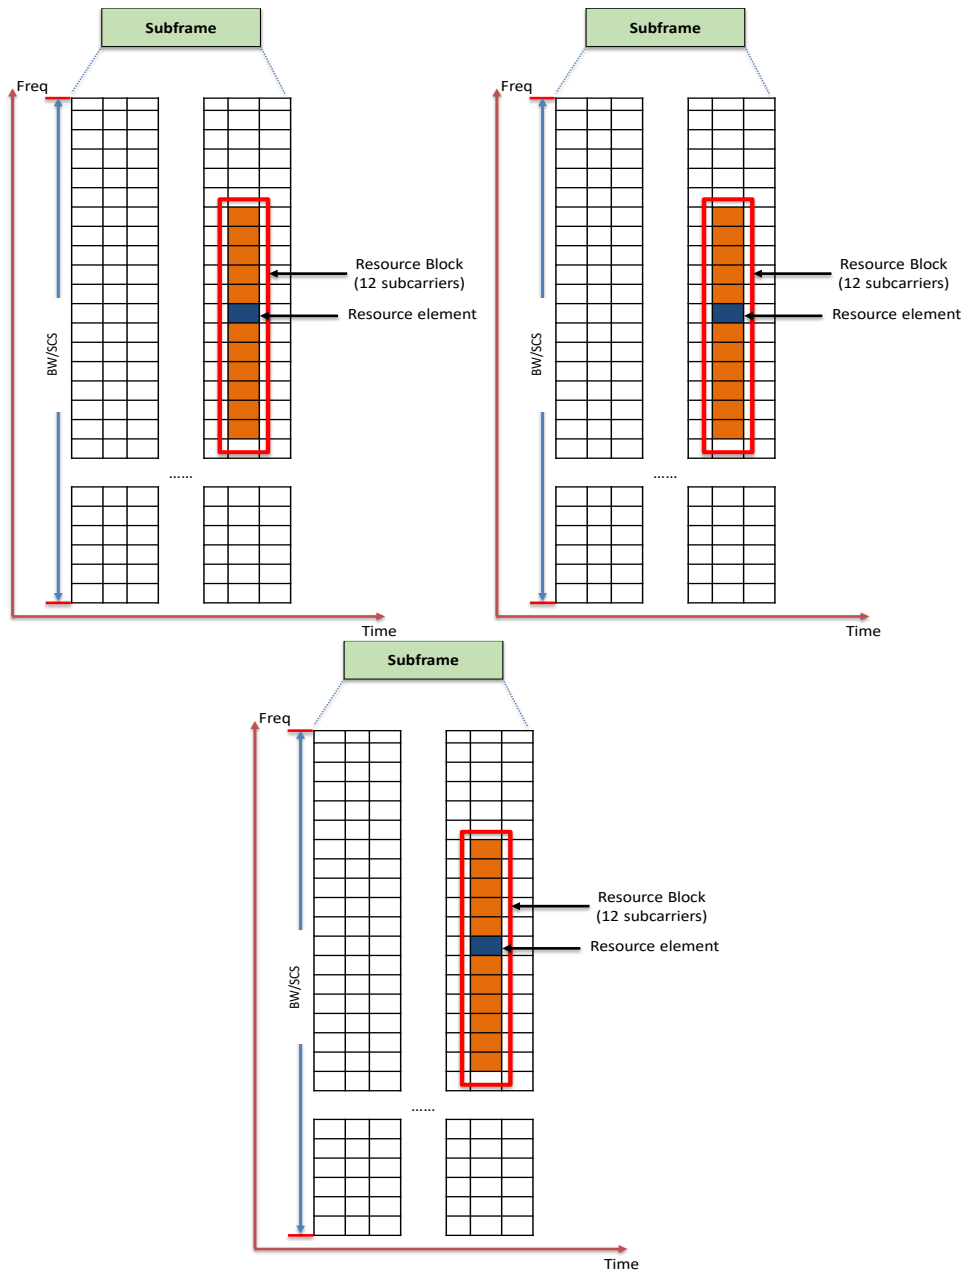 Subframe
Freq
Resource Block
(12 subcarriers)
Resource element
BW/SCS
......
Time
Subframe
Freq
Resource Block
(12 subcarriers)
Resource element
BW/SCS
......
Time
Subframe
Freq
Resource Block
(12 subcarriers)
Resource element
BW/SCS
......
Time